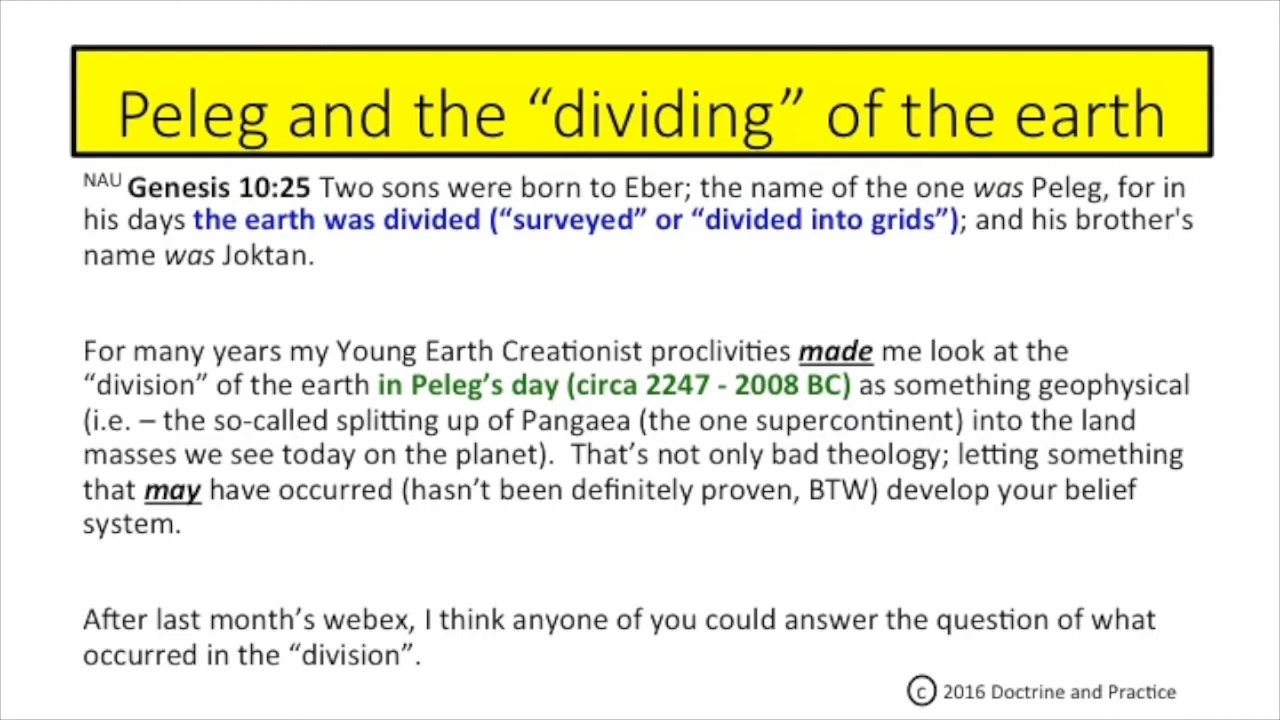 Peleg and the “dividing” of the earth
NAU Genesis 10:25 Two sons were born to Eber; the name of the one was Peleg, for in
his days the earth was divided (“surveyed” or “divided into grids”); and his brother's
name was Joktan.
For many years my Young Earth Creationist proclivities made me look at the
“division” of the earth in Peleg’s day (circa 2247 - 2008 BC) as something geophysical
(i.e. – the so-called splitting up of Pangaea (the one supercontinent) into the land
masses we see today on the planet).  That’s not only bad theology; letting something
that may have occurred (hasn’t been definitely proven, BTW) develop your belief
system.
After last month’s webex, I think anyone of you could answer the question of what
occurred in the “division”.
© 2016 Doctrine and Practice